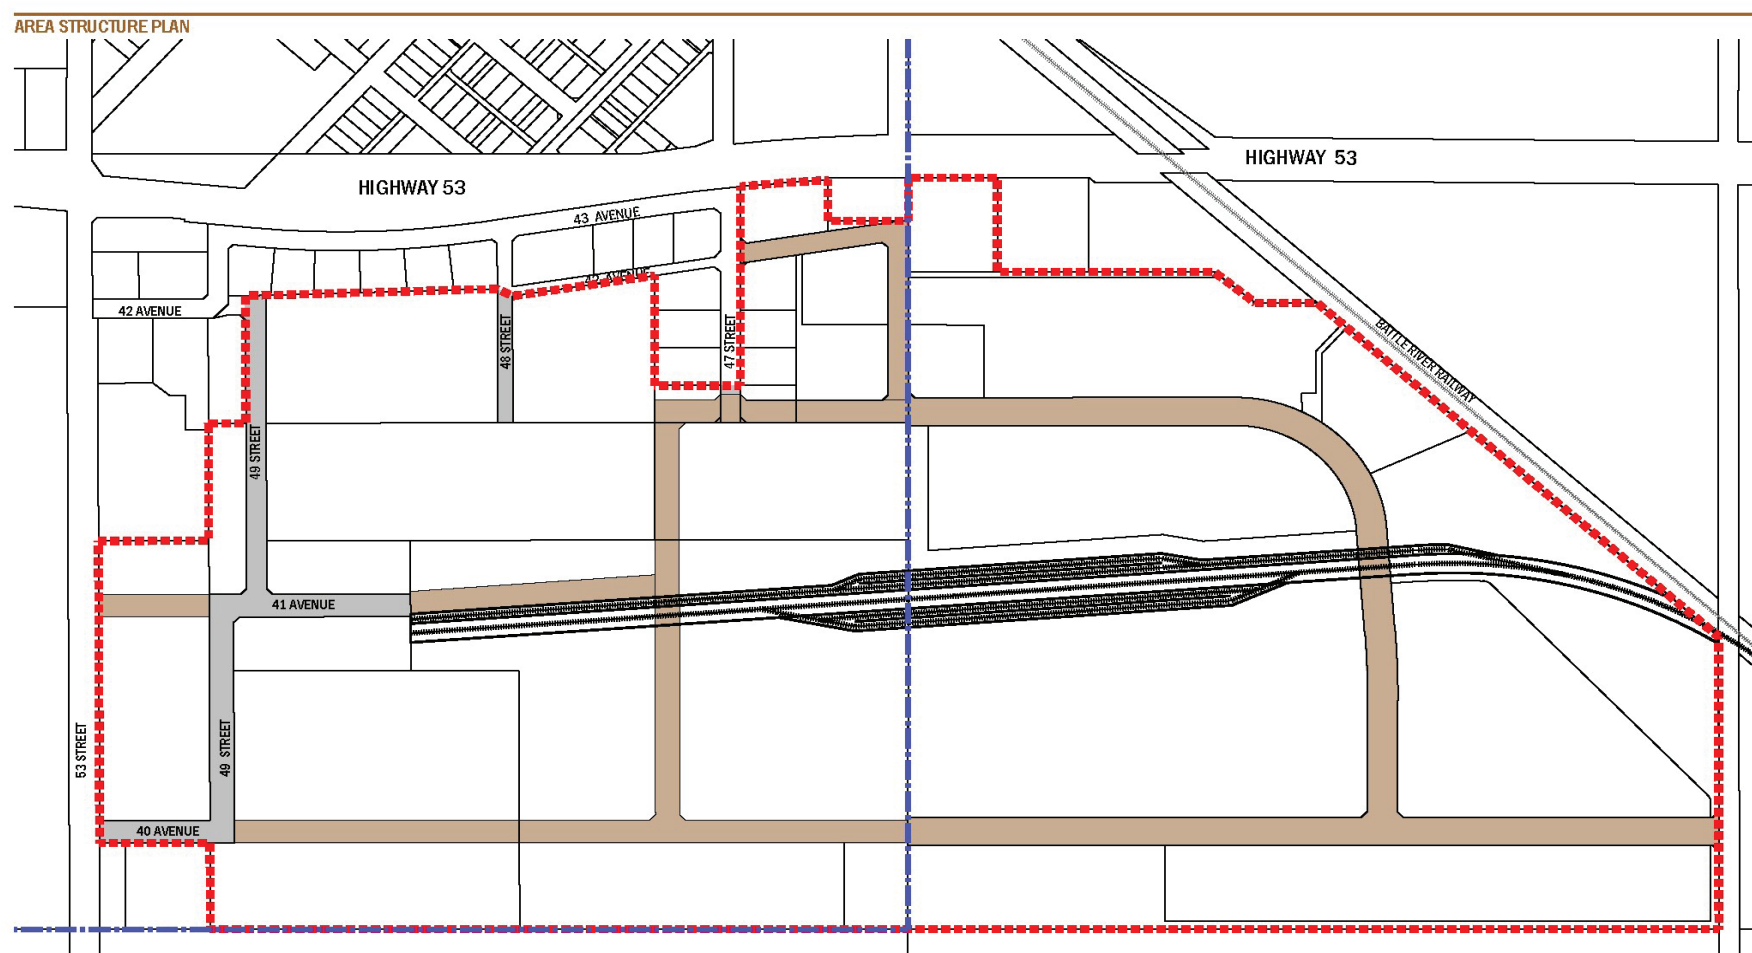 AREA STRUCTURE PLAN
HIGHWAY 53
HIGHWAY 53
43 AVENUE
42 AVENUE
42 AVENUE
47 STREET
48 STREET
BATTLE RIVER RAILWAY
49 STREET
41 AVENUE
49 STREET
53 STREET
40 AVENUE